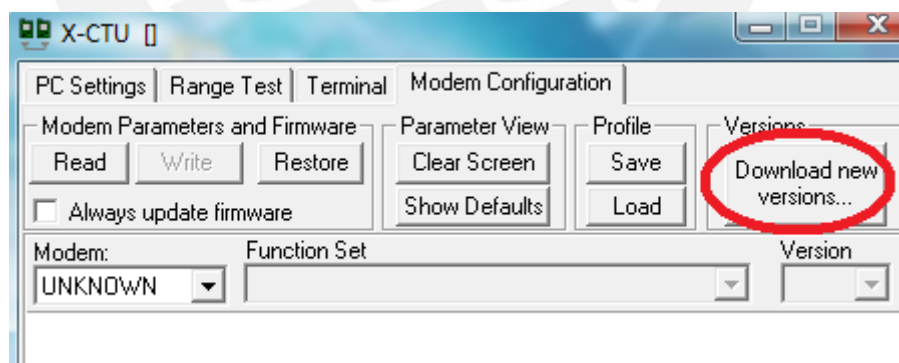 X-CTU []
PC Settings Range Test Terminal Modem Configuration
Modem Parameters and Firmware Parameter View Profile Versions
Read Write Restore Clear Screen Save Download new
versions...
Always update firmware Show Defaults Load
Modem: Function Set Version
UNKNOWN